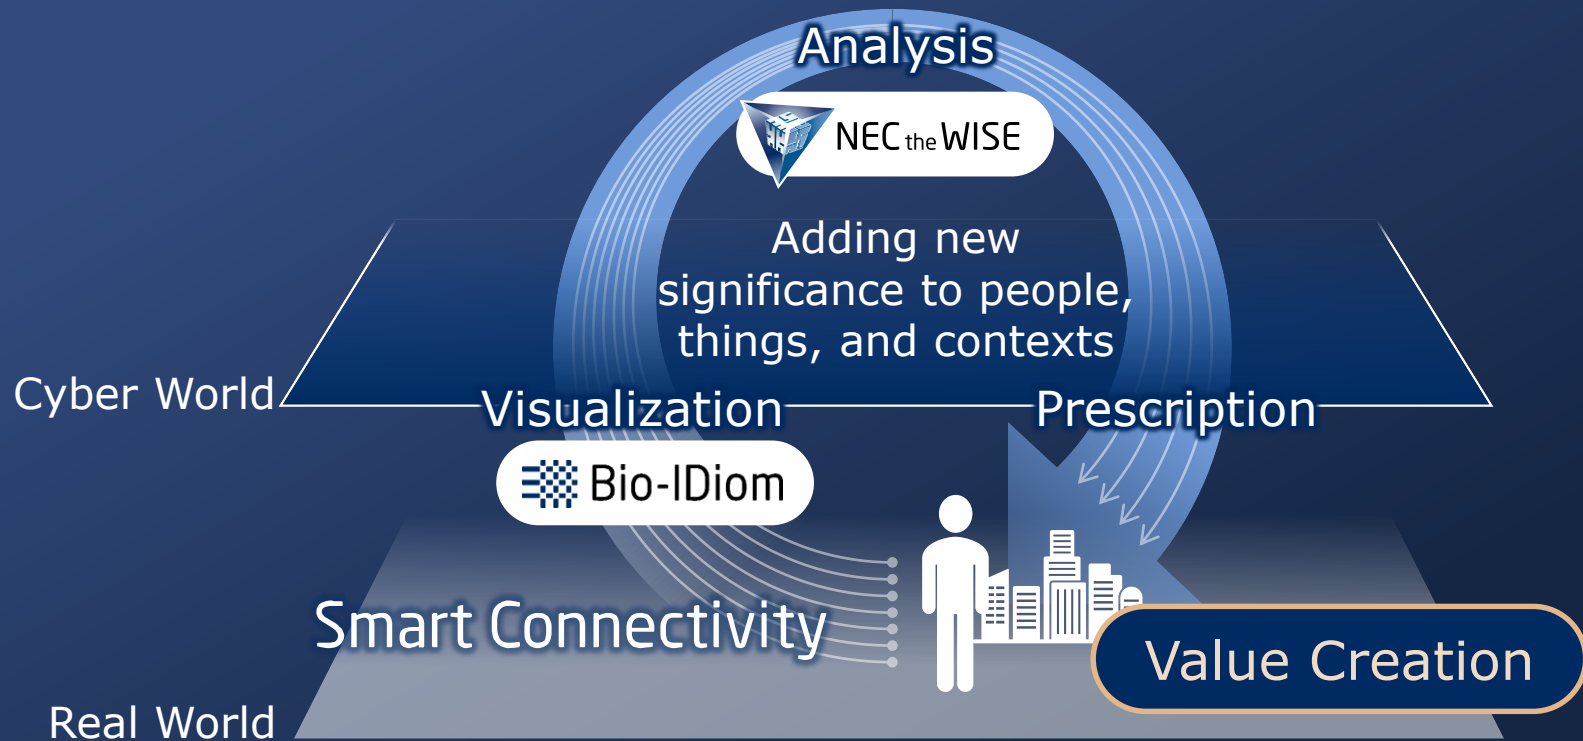 Analysis
NEC the WISE
Adding new
significance to people,
things, and contexts
Cyber World
Visualization
Prescription
Bio-IDiom
Smart Connectivity
Value Creation
Real World